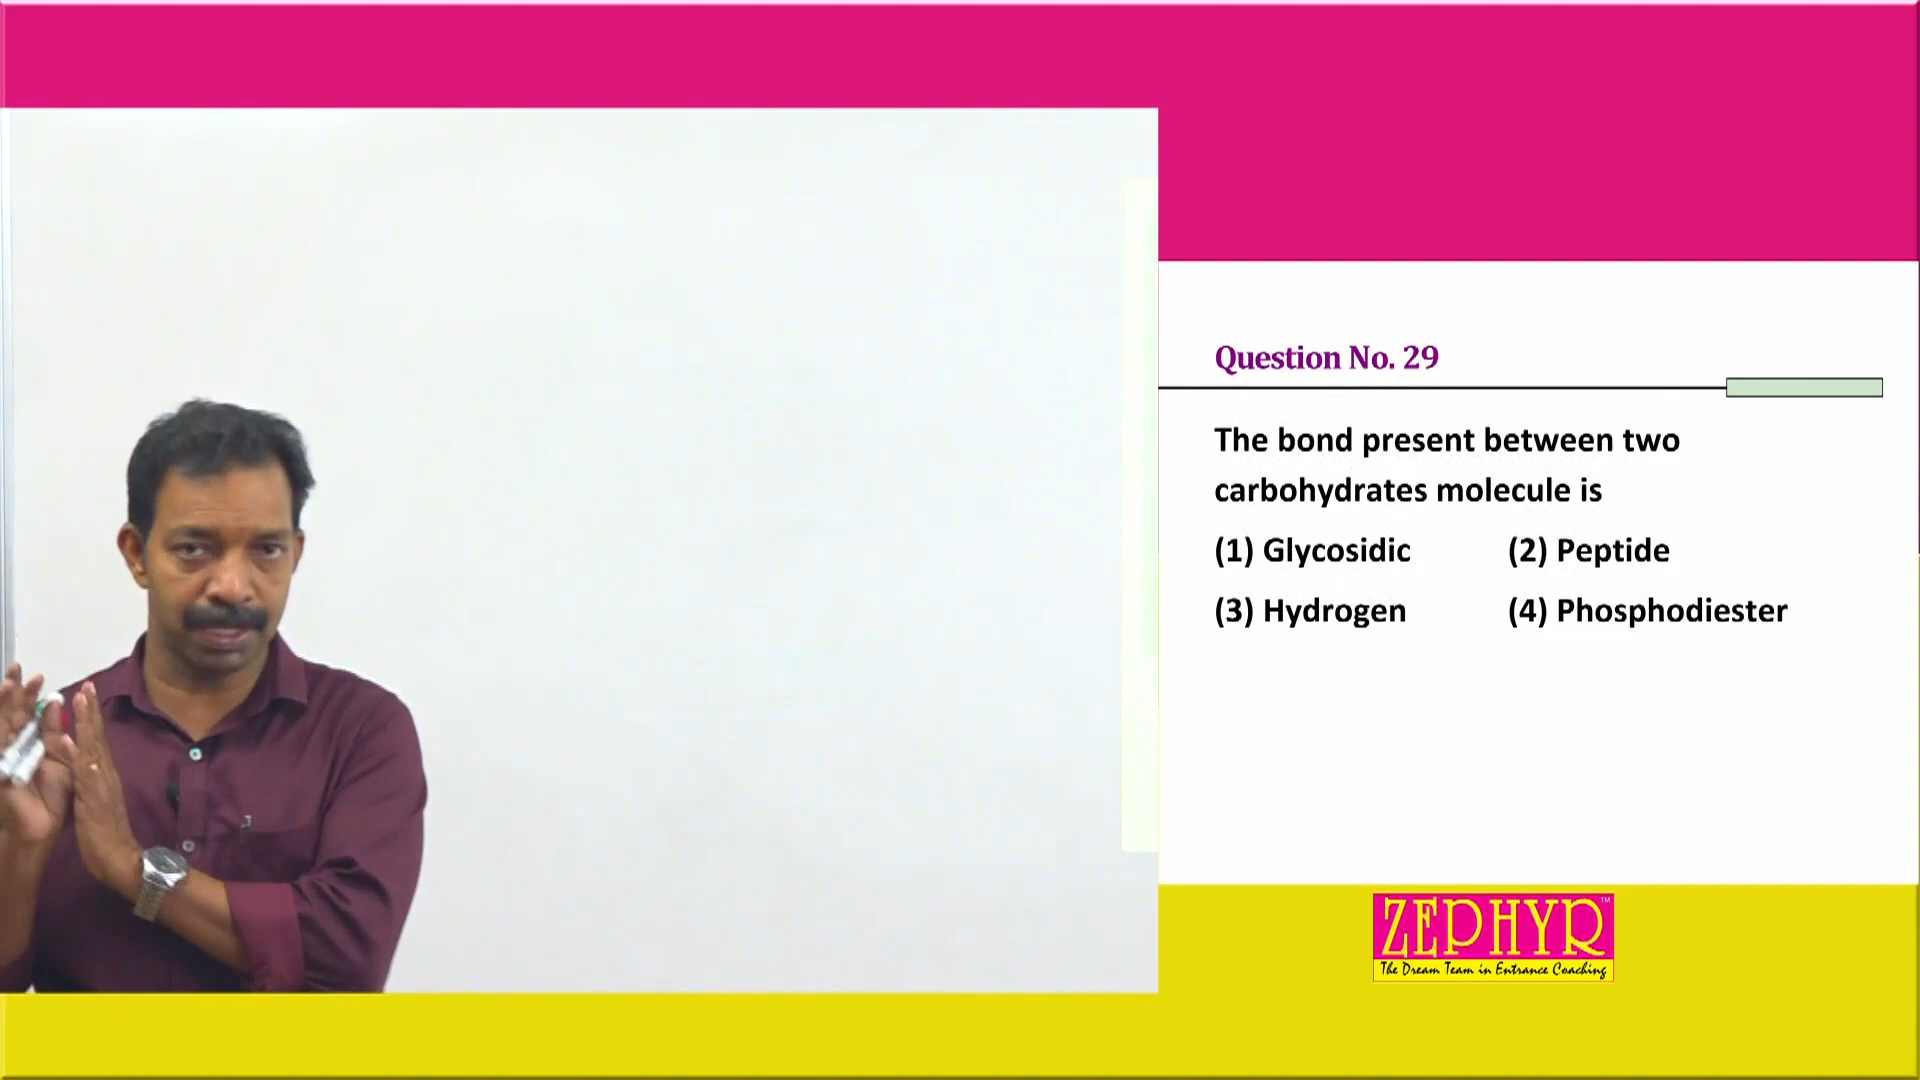 Question No. 29
The bond present between two
carbohydrates molecule is
(1) Glycosidic (2) Peptide
(3) Hydrogen (4) Phosphodiester
ZEPHYR™
The Dream Team in Entrance Coaching